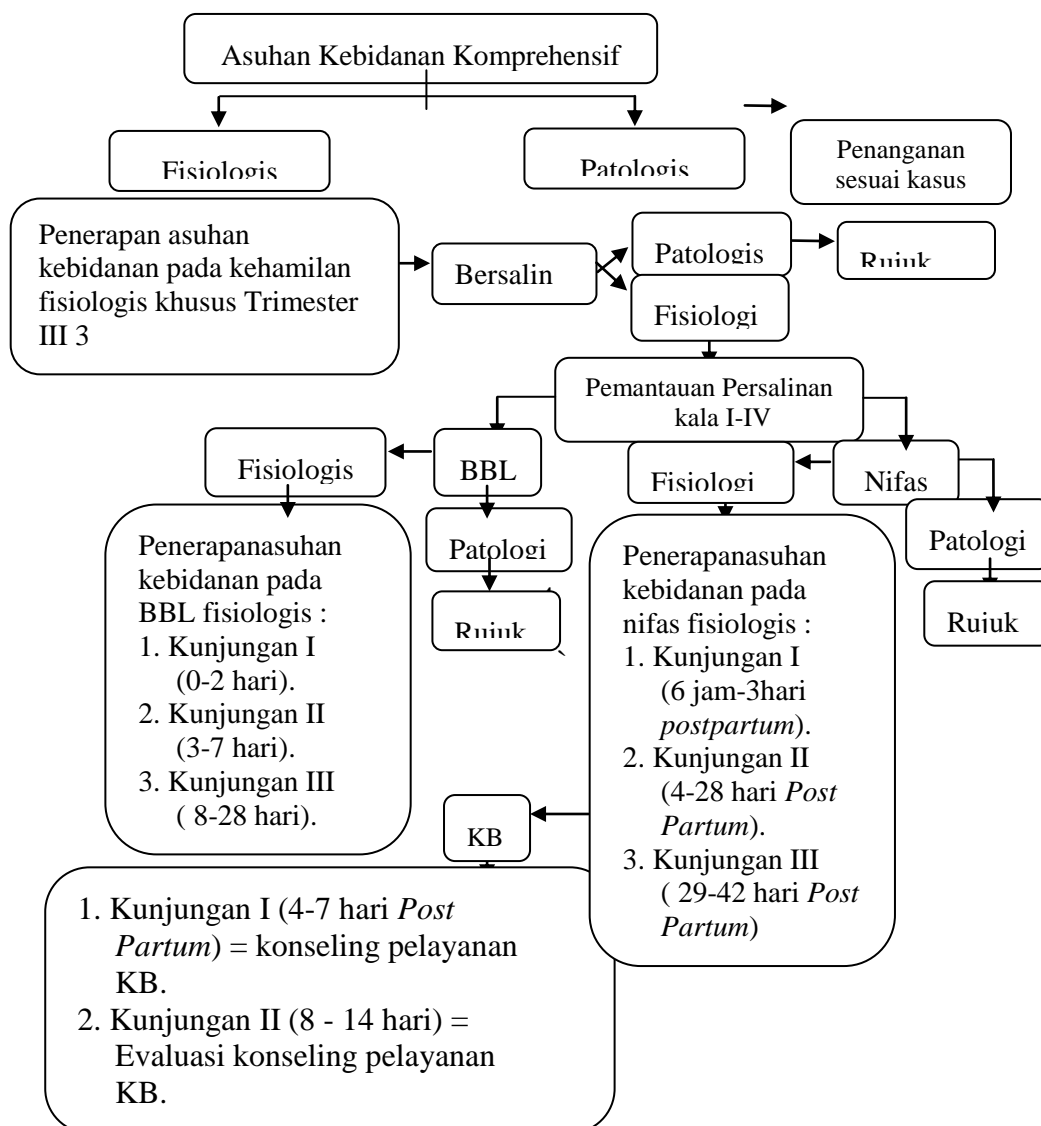 Asuhan Kebidanan Komprehensif
Fisiologis
Patologis
Penanganan
sesuai kasus
Penerapan asuhan
kebidanan pada kehamilan
fisiologis khusus Trimester
III 3
Bersalin
Patologis
Rujuk
Fisiologi
Pemantauan Persalinan
kala I-IV
Fisiologis
BBL
Fisiologi
Nifas
Patologi
Rujuk
Patologi
Rujuk
Penerapanasuhan
kebidanan pada
BBL fisiologis :
1. Kunjungan I
(0-2 hari).
2. Kunjungan II
(3-7 hari).
3. Kunjungan III
( 8-28 hari).
Penerapanasuhan
kebidanan pada
nifas fisiologis :
1. Kunjungan I
(6 jam-3hari
postpartum).
2. Kunjungan II
(4-28 hari Post
Partum).
3. Kunjungan III
( 29-42 hari Post
Partum)
KB
1. Kunjungan I (4-7 hari Post
Partum) = konseling pelayanan
KB.
2. Kunjungan II (8 - 14 hari) =
Evaluasi konseling pelayanan
KB.